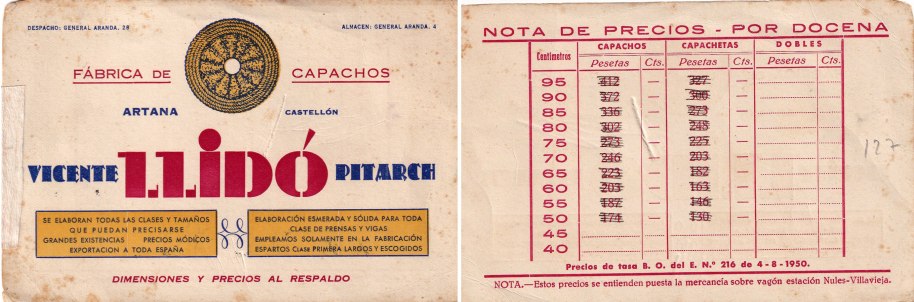 DESPACHO: GENERAL ARANDA, 28
ALMACEN: GENERAL ARANDA, 4
FÁBRICA DE CAPACHOS
ARTANA CASTELLÓN
VICENTE LLIDÓ PITARCH
SE ELABORAN TODAS LAS CLASES Y TAMAÑOS
QUE PUEDAN PRECISARSE
GRANDES EXISTENCIAS PRECIOS MÓDICOS
EXPORTACION A TODA ESPAÑA
ELABORACIÓN ESMERADA Y SÓLIDA PARA TODA
CLASE DE PRENSAS Y VIGAS
EMPLEAMOS SOLAMENTE EN LA FABRICACIÓN
ESPARTOS CLASE PRIMERA LARGOS Y ESCOGIDOS
DIMENSIONES Y PRECIOS AL RESPALDO
NOTA DE PRECIOS - POR DOCENA
Centímetros CAPACHOS CAPACHETAS DOBLES
Pesetas Cts. Pesetas Cts. Pesetas Cts.
95 412 — 327 —
90 372 — 300 —
85 336 — 273 —
80 302 — 245 —
75 273 — 225 —
70 246 — 203 —
65 223 — 182 —
60 203 — 163 —
55 187 — 146 —
50 174 — 130 —
45
40
127
Precios de tasa B. O. del E. N.º 216 de 4-8-1950.
NOTA.—Estos precios se entienden puesta la mercancía sobre vagón estación Nules-Villavieja.